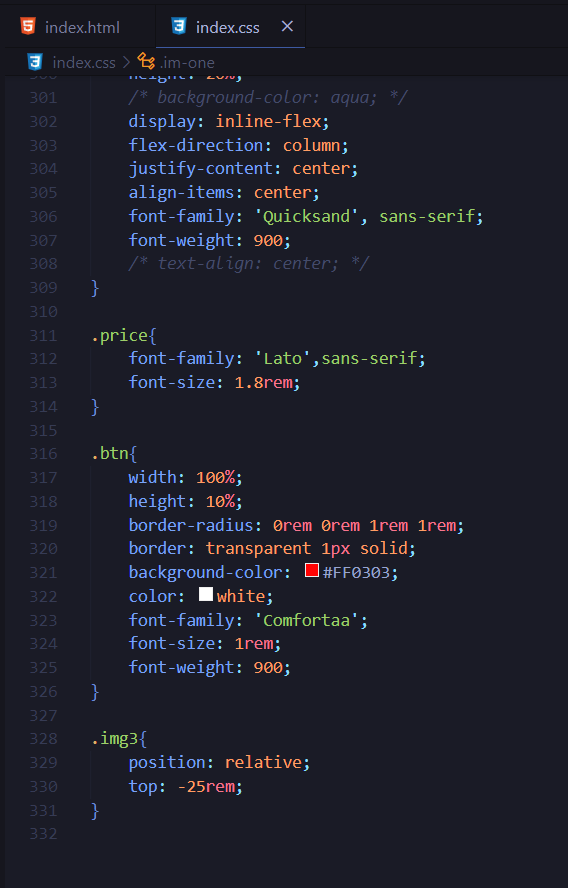 index.html
index.css ×
index.css > .im-one
300 height: 20%;
301 /* background-color: aqua; */
302 display: inline-flex;
303 flex-direction: column;
304 justify-content: center;
305 align-items: center;
306 font-family: 'Quicksand', sans-serif;
307 font-weight: 900;
308 /* text-align: center; */
309 }
310
311 .price{
312 font-family: 'Lato',sans-serif;
313 font-size: 1.8rem;
314 }
315
316 .btn{
317 width: 100%;
318 height: 10%;
319 border-radius: 0rem 0rem 1rem 1rem;
320 border: transparent 1px solid;
321 background-color: #FF0303;
322 color: white;
323 font-family: 'Comfortaa';
324 font-size: 1rem;
325 font-weight: 900;
326 }
327
328 .img3{
329 position: relative;
330 top: -25rem;
331 }
332